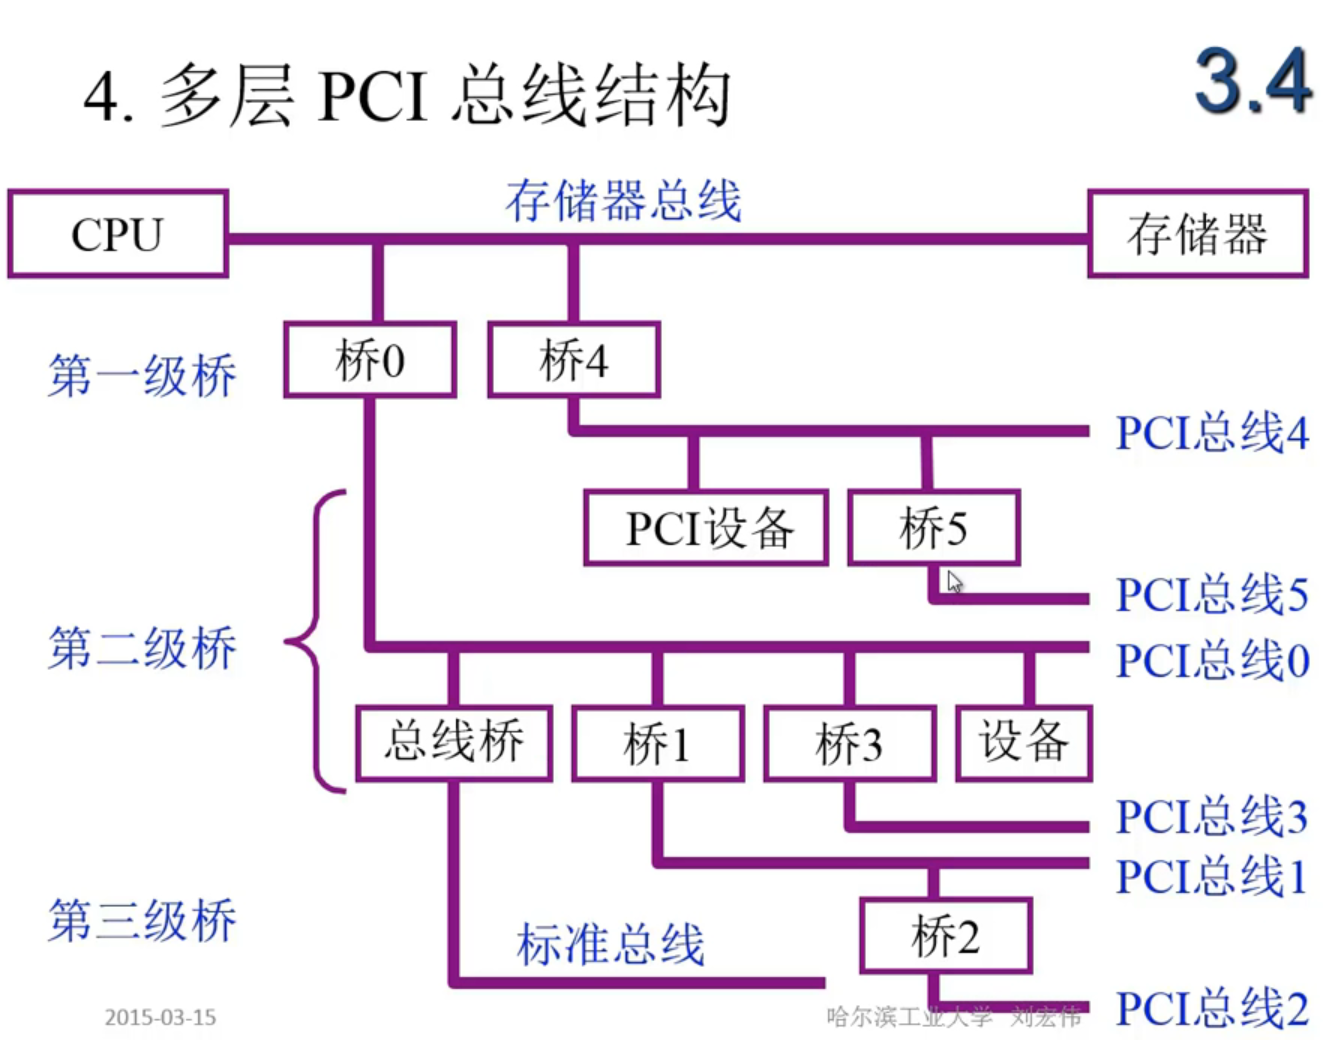 4. 多层 PCI 总线结构
3.4
存储器总线
CPU
存储器
第一级桥
桥0
桥4
PCI总线4
PCI设备
桥5
PCI总线5
第二级桥
PCI总线0
总线桥
桥1
桥3
设备
PCI总线3
PCI总线1
第三级桥
标准总线
桥2
2015-03-15
哈尔滨工业大学 刘宏伟
PCI总线2